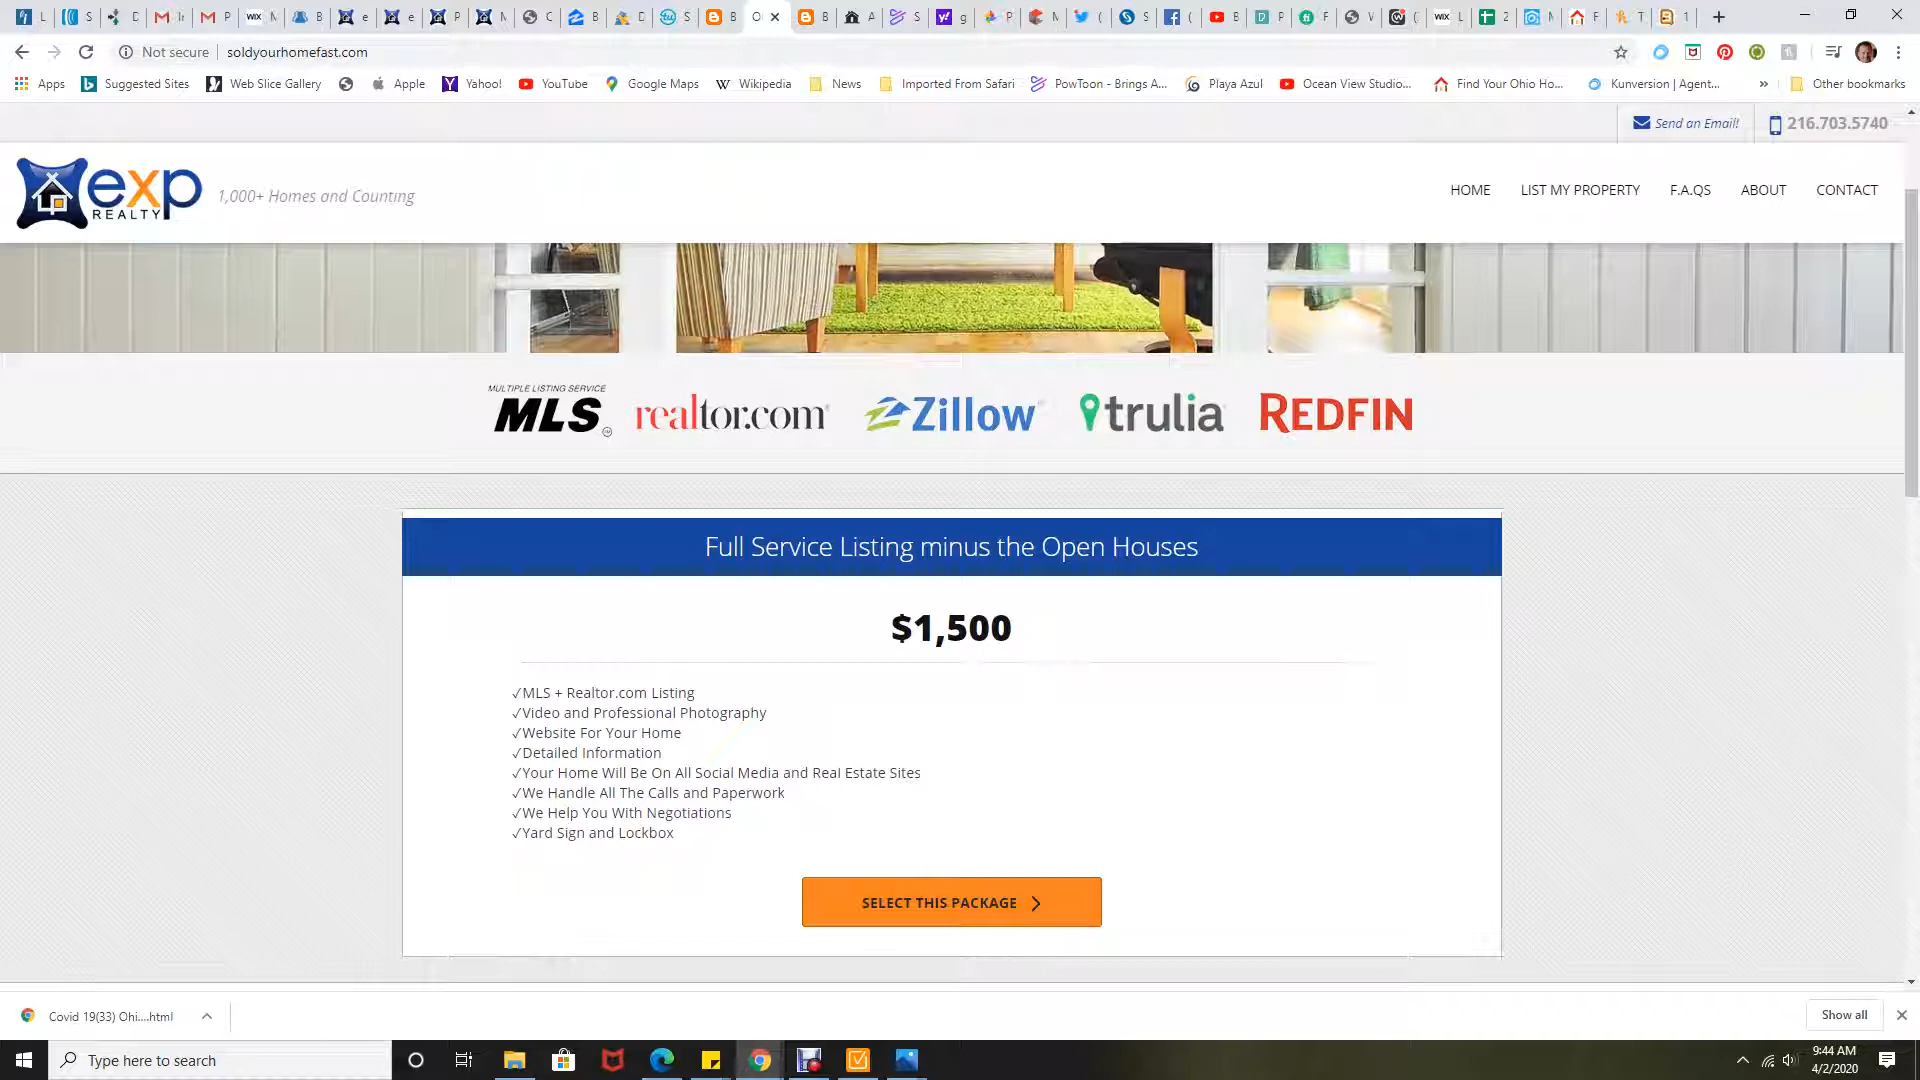 Not secure
soldyourhomefast.com
Apps
Suggested Sites
Web Slice Gallery
Apple
Yahoo!
YouTube
Google Maps
Wikipedia
News
Imported From Safari
PowToon - Brings A...
Playa Azul
Ocean View Studio...
Find Your Ohio Ho...
Kunversion | Agent...
»
Other bookmarks
Send an Email!
216.703.5740
exp
REALTY
1,000+ Homes and Counting
HOME
LIST MY PROPERTY
F.A.QS
ABOUT
CONTACT
MULTIPLE LISTING SERVICE
MLS
realtor.com
Zillow
trulia
REDFIN
Full Service Listing minus the Open Houses
$1,500
✓MLS + Realtor.com Listing
✓Video and Professional Photography
✓Website For Your Home
✓Detailed Information
✓Your Home Will Be On All Social Media and Real Estate Sites
✓We Handle All The Calls and Paperwork
✓We Help You With Negotiations
✓Yard Sign and Lockbox
SELECT THIS PACKAGE
Covid 19(33) Ohi....html
Show all
Type here to search
9:44 AM
4/2/2020